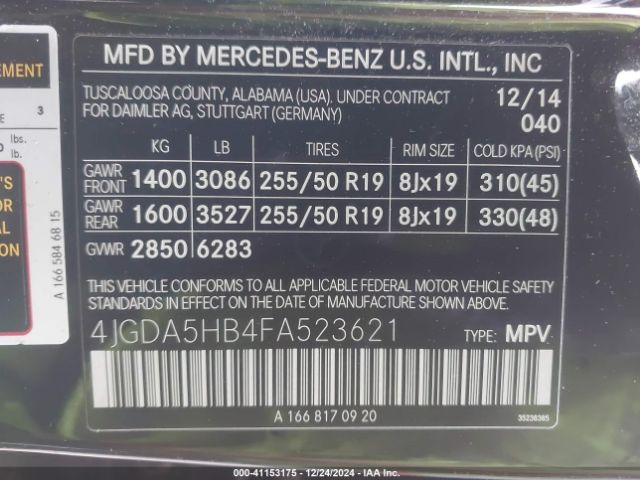 EMENT
3
E
lbs.
lb.
'S
OR
AL
ION
A 166 584 68 15
MFD BY MERCEDES-BENZ U.S. INTL., INC
TUSCALOOSA COUNTY, ALABAMA (USA). UNDER CONTRACT
FOR DAIMLER AG, STUTTGART (GERMANY)
12/14
040
KG LB TIRES RIM SIZE COLD KPA(PSI)
GAWR FRONT 1400 3086 255/50 R19 8Jx19 310(45)
GAWR REAR 1600 3527 255/50 R19 8Jx19 330(48)
GVWR 2850 6283
THIS VEHICLE CONFORMS TO ALL APPLICABLE FEDERAL MOTOR VEHICLE SAFETY
STANDARDS IN EFFECT ON THE DATE OF MANUFACTURE SHOWN ABOVE.
4JGDA5HB4FA523621 TYPE: MPV
A 166 817 09 20
35236365
000-41153175 - 12/24/2024 - IAA Inc.